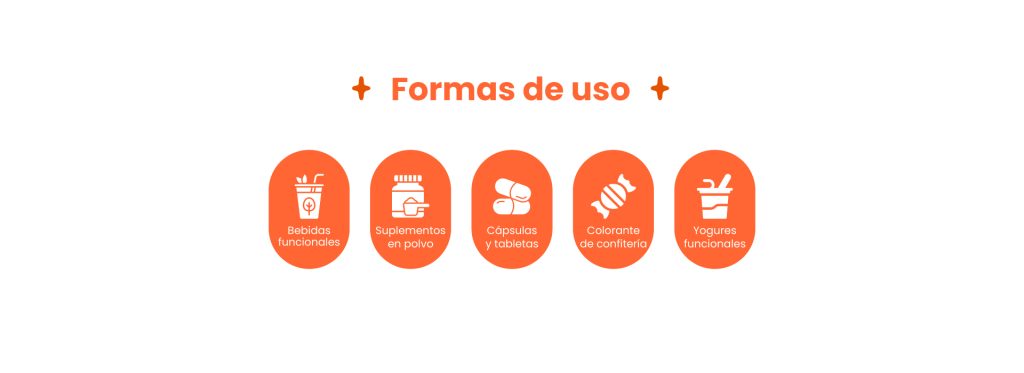 Formas de uso
Bebidas
funcionales
Suplementos
en polvo
Cápsulas
y tabletas
Colorante
de confitería
Yogures
funcionales